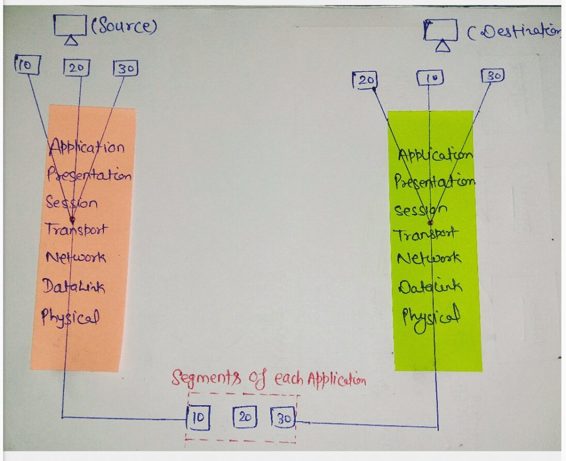 (Source)
(Destination
10 20 30
20 10 30
Application
Presentation
Session
Transport
Network
DataLink
Physical
Application
Presentation
Session
Transport
Network
DataLink
Physical
Segments of each Application
10 20 30